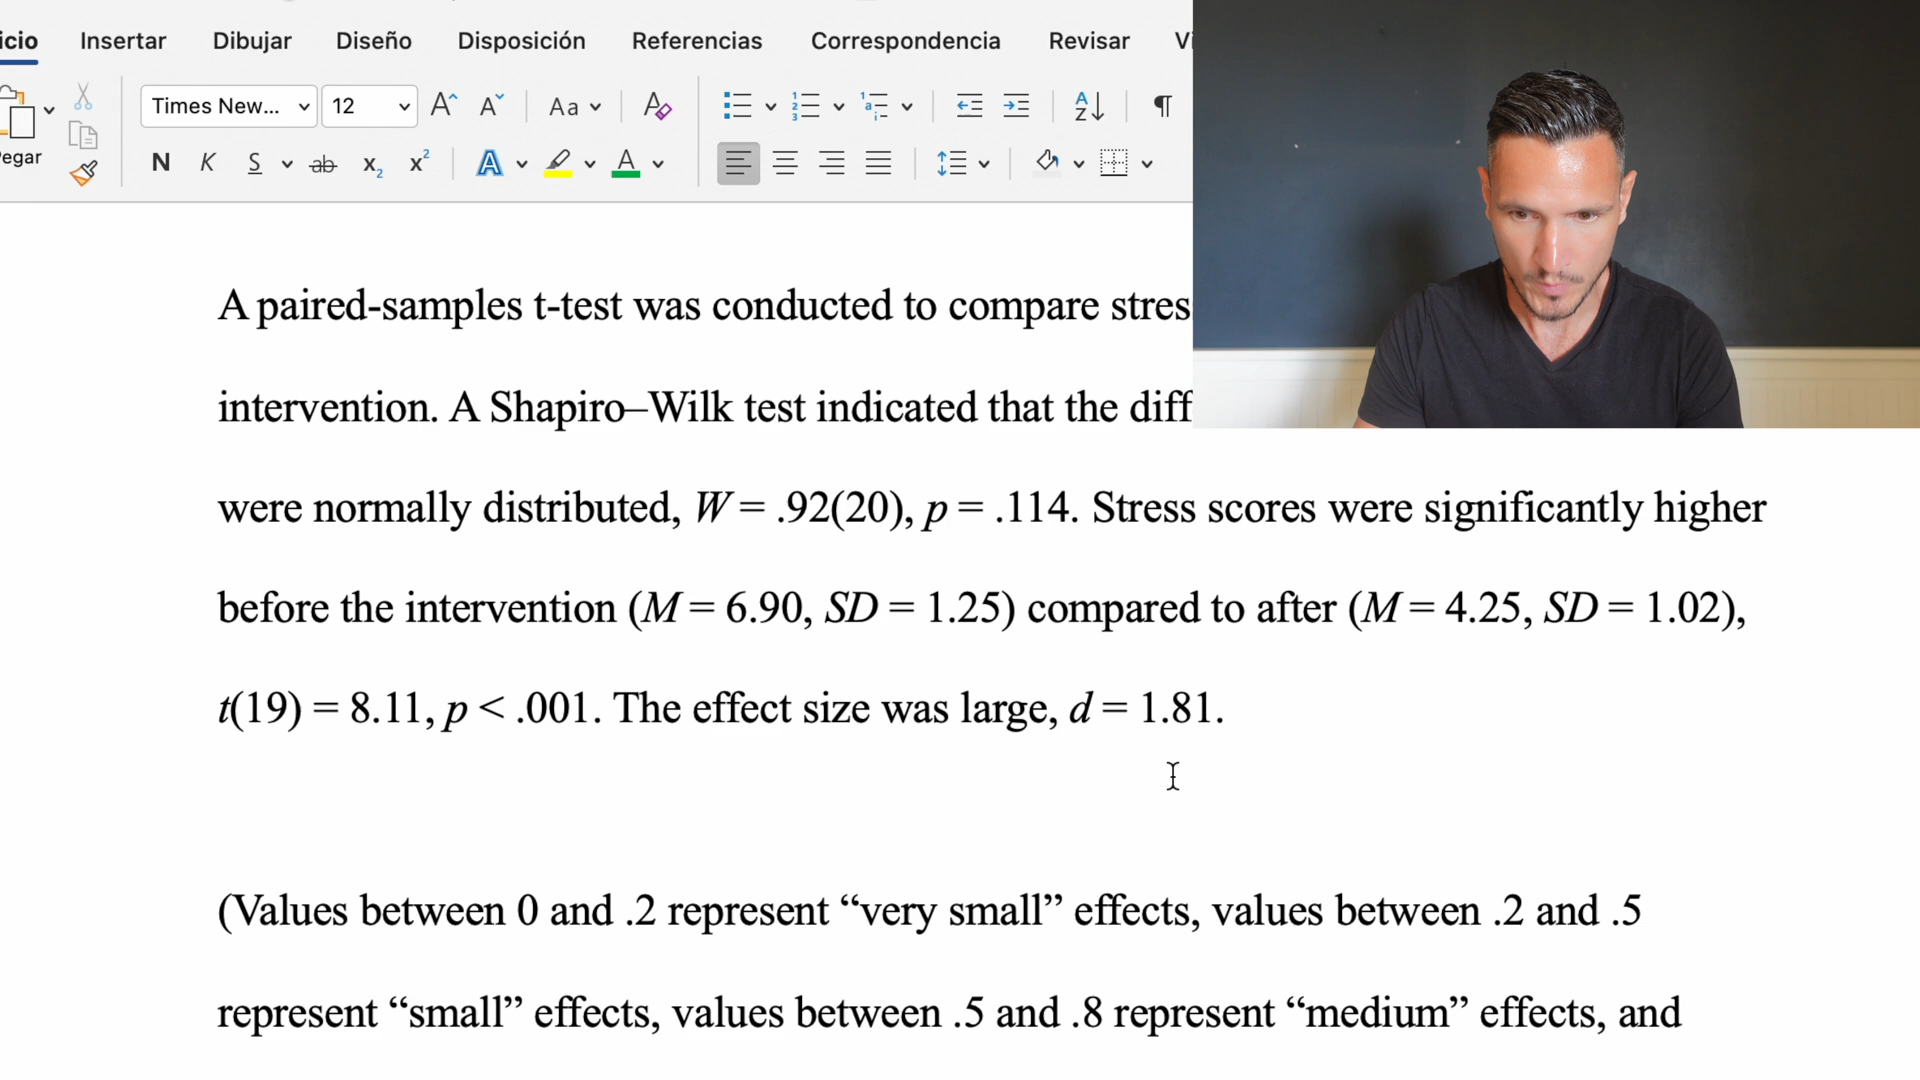 Insertar Dibujar Diseño Disposición Referencias Correspondencia Revisar
Times New... 12 Aa
N K S ab x₂ x²
A paired-samples t-test was conducted to compare
intervention. A Shapiro–Wilk test indicated that the
were normally distributed, W = .92(20), p = .114. Stress scores were significantly higher
before the intervention (M = 6.90, SD = 1.25) compared to after (M = 4.25, SD = 1.02),
t(19) = 8.11, p < .001. The effect size was large, d = 1.81.
(Values between 0 and .2 represent “very small” effects, values between .2 and .5
represent “small” effects, values between .5 and .8 represent “medium” effects, and